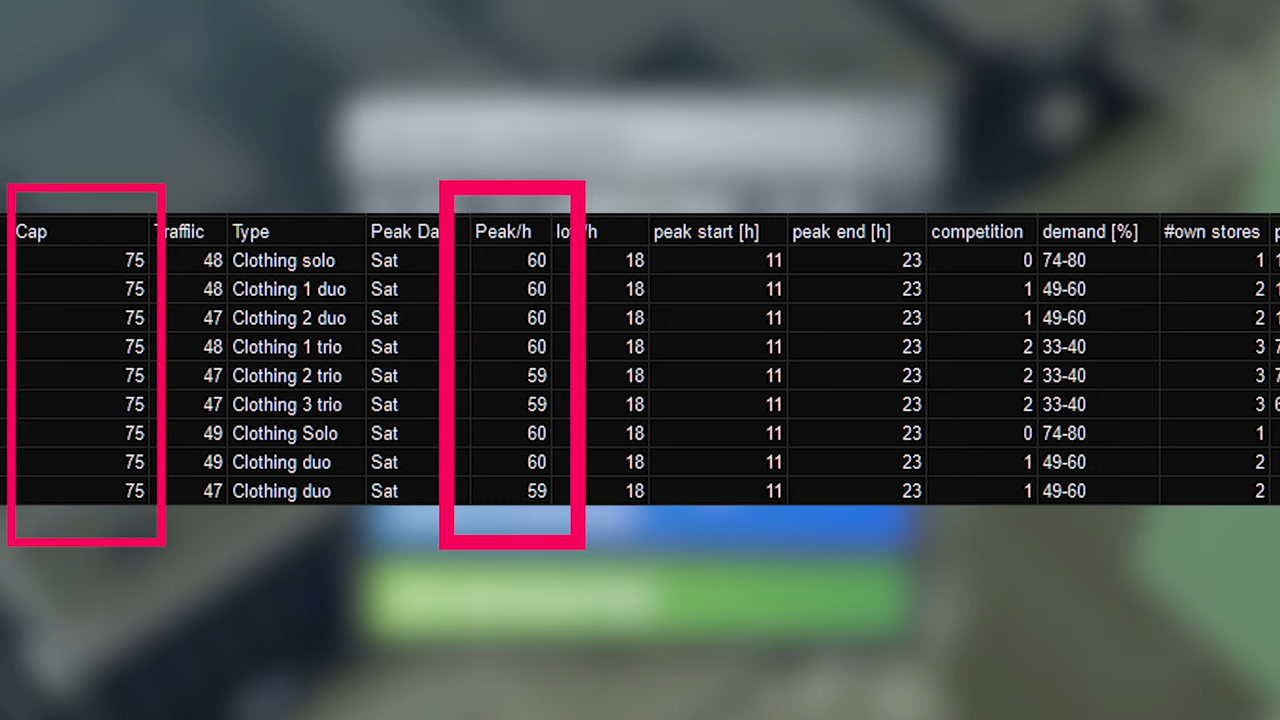 Cap Traffiic Type Peak Da Peak/h lo /h peak start [h] peak end [h] competition demand [%] #own stores
75 48 Clothing solo Sat 60 18 11 23 0 74-80 1
75 48 Clothing 1 duo Sat 60 18 11 23 1 49-60 2
75 47 Clothing 2 duo Sat 60 18 11 23 1 49-60 2
75 48 Clothing 1 trio Sat 60 18 11 23 2 33-40 3
75 47 Clothing 2 trio Sat 59 18 11 23 2 33-40 3
75 47 Clothing 3 trio Sat 59 18 11 23 2 33-40 3
75 49 Clothing Solo Sat 60 18 11 23 0 74-80 1
75 49 Clothing duo Sat 60 18 11 23 1 49-60 2
75 47 Clothing duo Sat 59 18 11 23 1 49-60 2